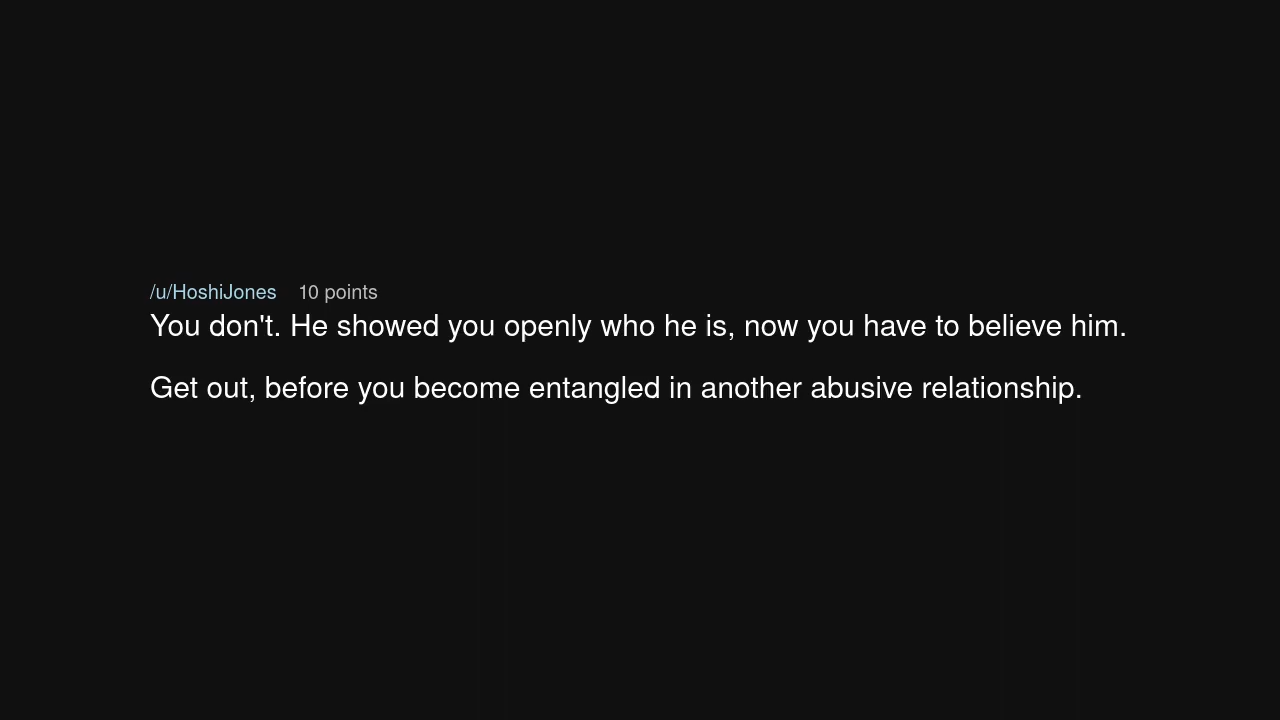 /u/HoshiJones 10 points
You don't. He showed you openly who he is, now you have to believe him.
Get out, before you become entangled in another abusive relationship.